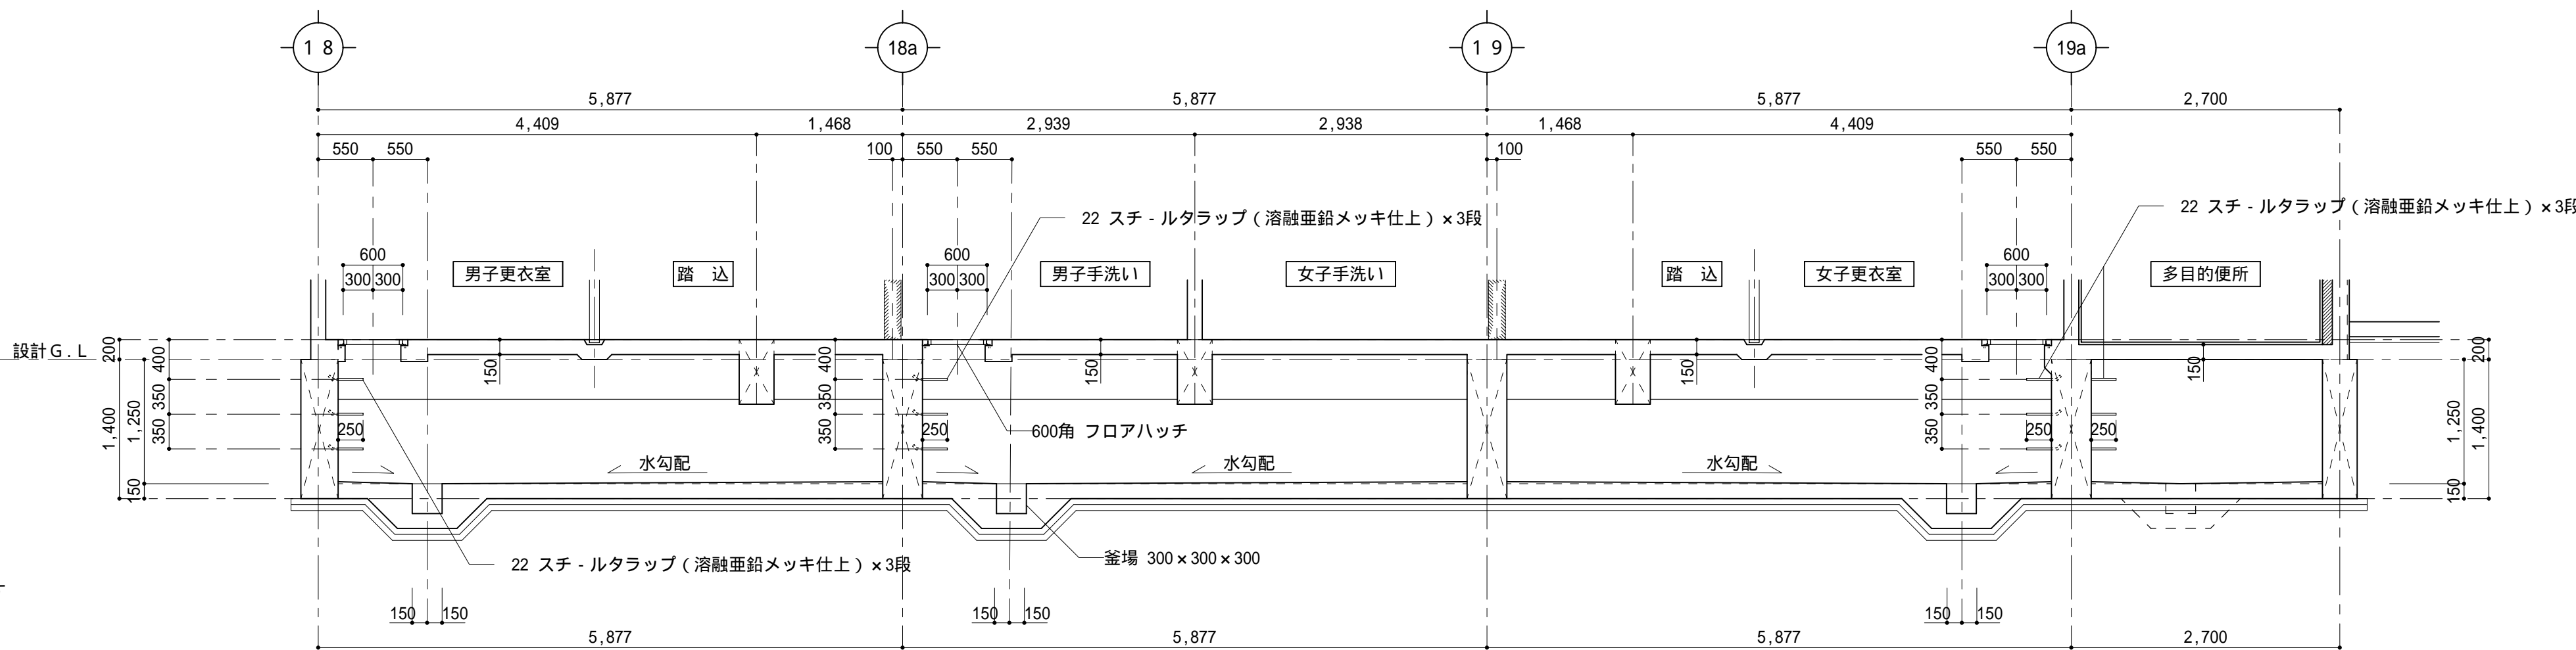 1 8
18a
1 9
19a
5,877 5,877 5,877 2,700
4,409 1,468 2,939 2,938 1,468 4,409
550 550 100 550 550 100 550 550
22 スチ-ルタラップ(溶融亜鉛メッキ仕上)×3段
22 スチ-ルタラップ(溶融亜鉛メッキ仕上)×3段
600 600 600
300 300 300 300 300 300
男子更衣室 踏 込 男子手洗い 女子手洗い 踏 込 女子更衣室 多目的便所
設計G.L
200 400 150 400 150 150 400 150 200
350 350 350
1,400 1,250 350 350 350 1,250 1,400
250 250 250 250
600角 フロアハッチ
水勾配 水勾配 水勾配
150 150
22 スチ-ルタラップ(溶融亜鉛メッキ仕上)×3段
釜場 300×300×300
150 150 150 150 150 150
5,877 5,877 5,877 2,700